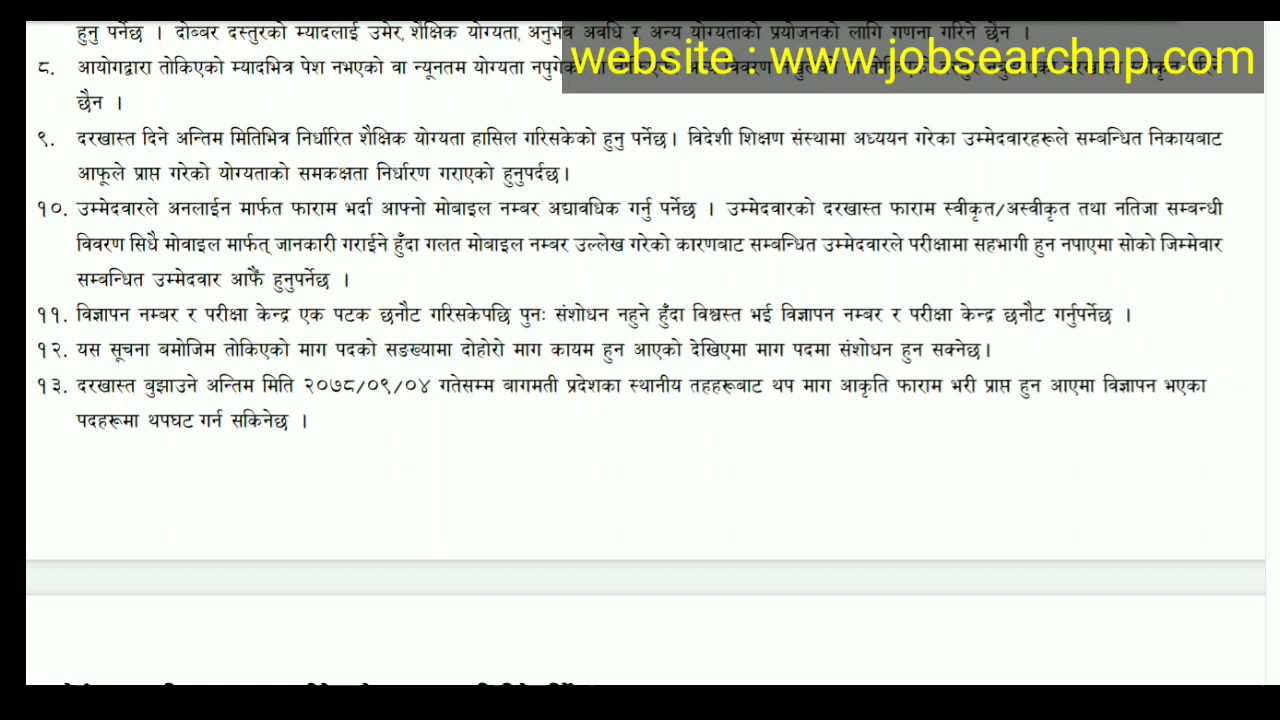 हुनु पर्नेछ । दोब्बर दस्तुरको म्यादलाई उमेर, शैक्षिक योग्यता, अनुभव अवधि र अन्य योग्यताको प्रयोजनको लागि गणना गरिने छैन ।
website : www.jobsearchnp.com
८. आयोगद्वारा तोकिएको म्यादभित्र पेश नभएको वा न्यूनतम योग्यता नपुगेको
छैन ।
९. दरखास्त दिने अन्तिम मितिभित्र निर्धारित शैक्षिक योग्यता हासिल गरिसकेको हुनु पर्नेछ। विदेशी शिक्षण संस्थामा अध्ययन गरेका उम्मेदवारहरूले सम्बन्धित निकायबाट
आफूले प्राप्त गरेको योग्यताको समकक्षता निर्धारण गराएको हुनुपर्दछ।
१०. उम्मेदवारले अनलाईन मार्फत फाराम भर्दा आफ्नो मोबाइल नम्बर अद्यावधिक गर्नु पर्नेछ । उम्मेदवारको दरखास्त फाराम स्वीकृत/अस्वीकृत तथा नतिजा सम्बन्धी
विवरण सिधै मोवाइल मार्फत् जानकारी गराईने हुँदा गलत मोबाइल नम्बर उल्लेख गरेको कारणबाट सम्बन्धित उम्मेदवारले परीक्षामा सहभागी हुन नपाएमा सोको जिम्मेवार
सम्बन्धित उम्मेदवार आफैं हुनुपर्नेछ ।
११. विज्ञापन नम्बर र परीक्षा केन्द्र एक पटक छनौट गरिसकेपछि पुनः संशोधन नहुने हुँदा विश्वस्त भई विज्ञापन नम्बर र परीक्षा केन्द्र छनौट गर्नुपर्नेछ ।
१२. यस सूचना बमोजिम तोकिएको माग पदको सङख्यामा दोहोरो माग कायम हुन आएको देखिएमा माग पदमा संशोधन हुन सक्नेछ।
१३. दरखास्त बुझाउने अन्तिम मिति २०७८/०९/०४ गतेसम्म बागमती प्रदेशका स्थानीय तहहरूबाट थप माग आकृति फाराम भरी प्राप्त हुन आएमा विज्ञापन भएका
पदहरूमा थपघट गर्न सकिनेछ ।